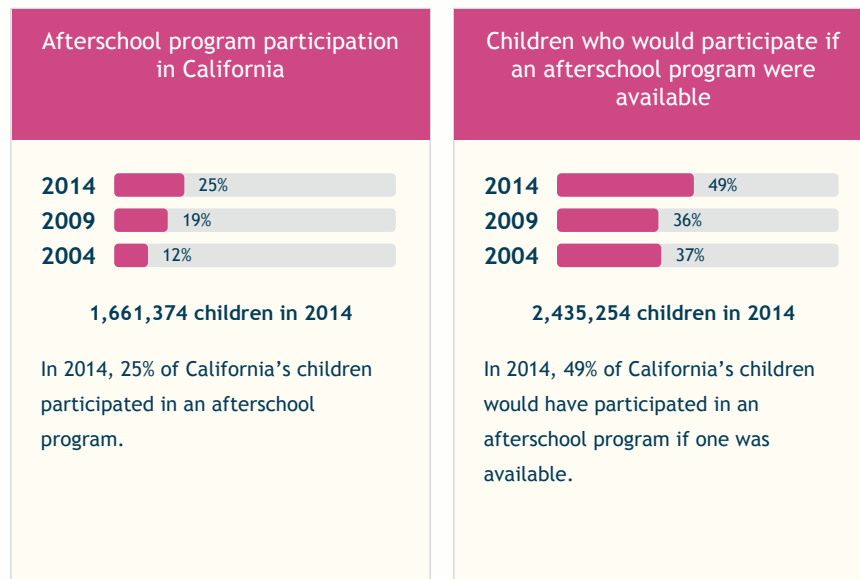 Afterschool program participation
in California
2014 25%
2009 19%
2004 12%
1,661,374 children in 2014
In 2014, 25% of California’s children
participated in an afterschool
program.
Children who would participate if
an afterschool program were
available
2014 49%
2009 36%
2004 37%
2,435,254 children in 2014
In 2014, 49% of California’s children
would have participated in an
afterschool program if one was
available.